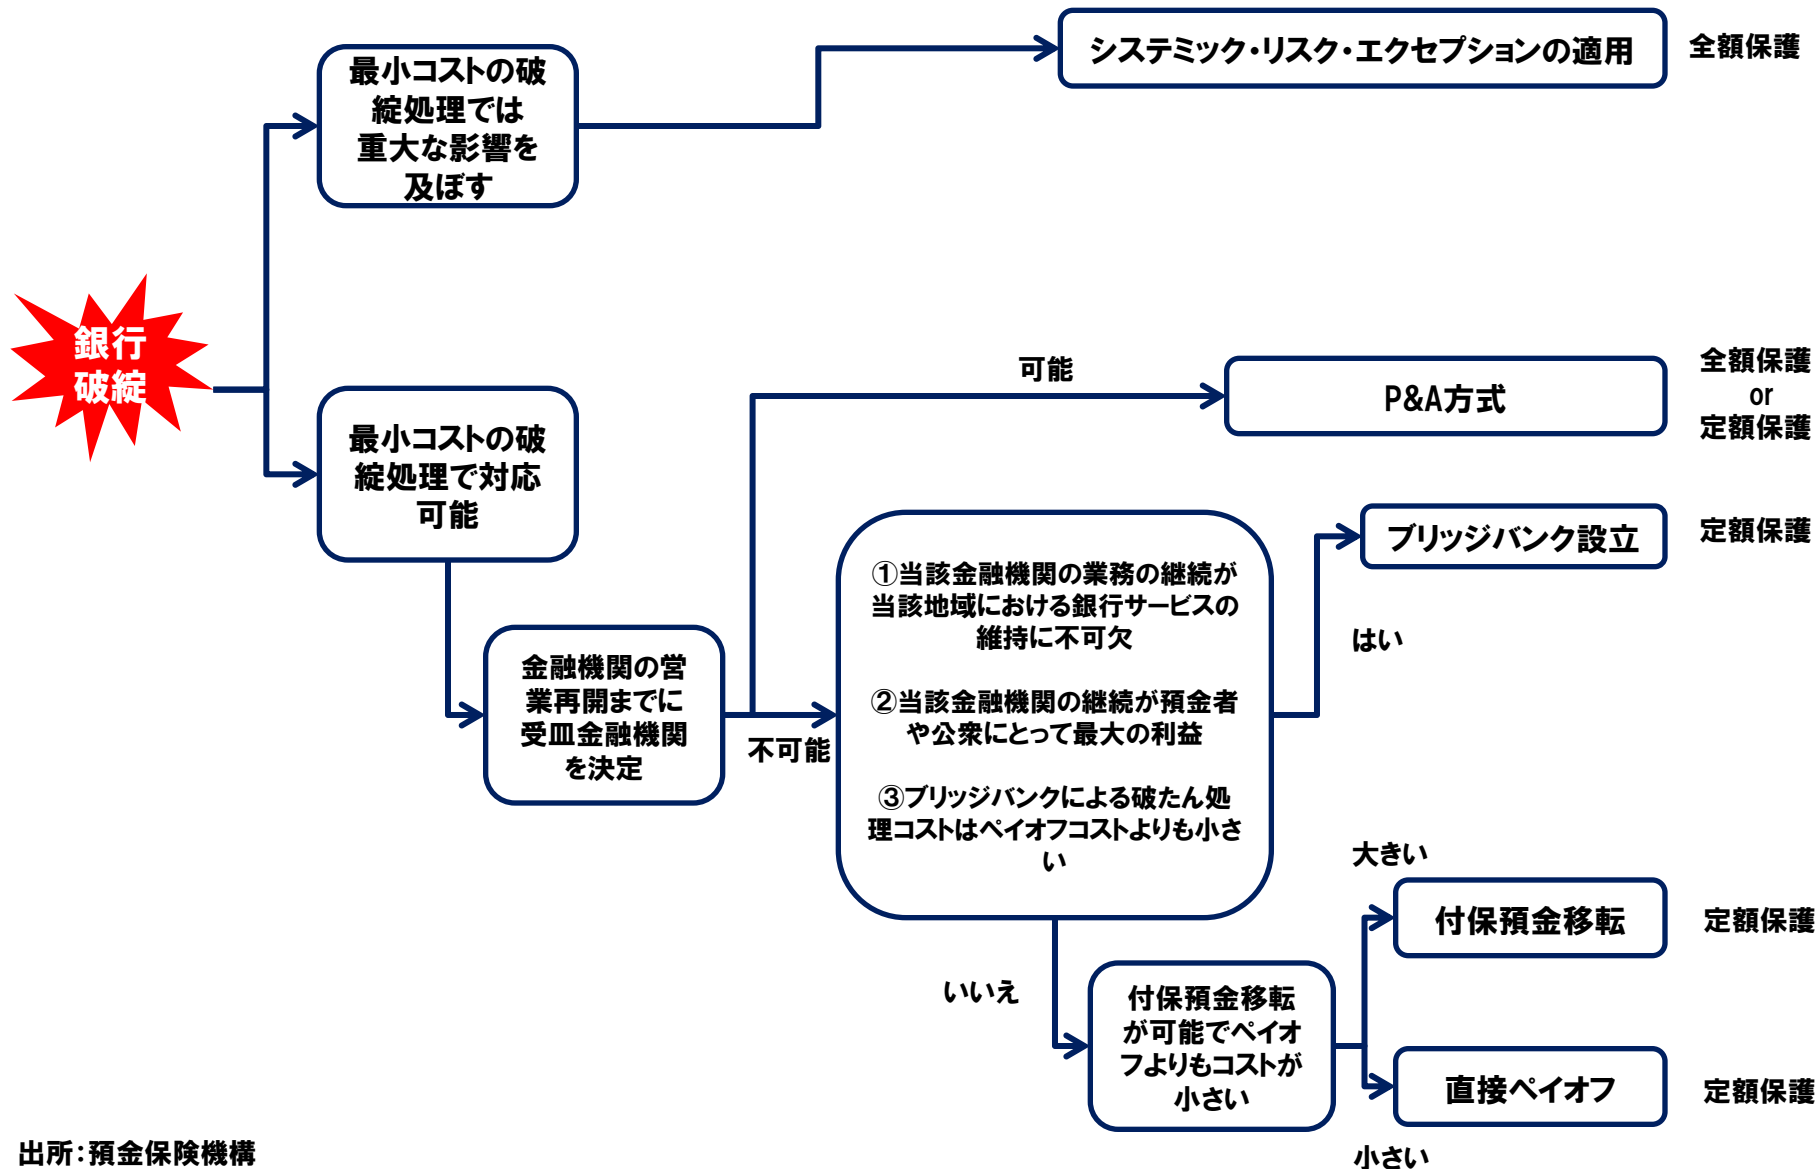 最小コストの破
綻処理では
重大な影響を
及ぼす
システミック・リスク・エクセプションの適用
全額保護
銀行
破綻
最小コストの破
綻処理で対応
可能
可能
P&A方式
全額保護
or
定額保護
金融機関の営
業再開までに
受皿金融機関
を決定
不可能
①当該金融機関の業務の継続が
当該地域における銀行サービスの
維持に不可欠
②当該金融機関の継続が預金者
や公衆にとって最大の利益
③ブリッジバンクによる破たん処
理コストはペイオフコストよりも小さ
い
ブリッジバンク設立
定額保護
はい
いいえ
付保預金移転
が可能でペイオ
フよりもコストが
小さい
大きい
付保預金移転
定額保護
直接ペイオフ
定額保護
小さい
出所：預金保険機構